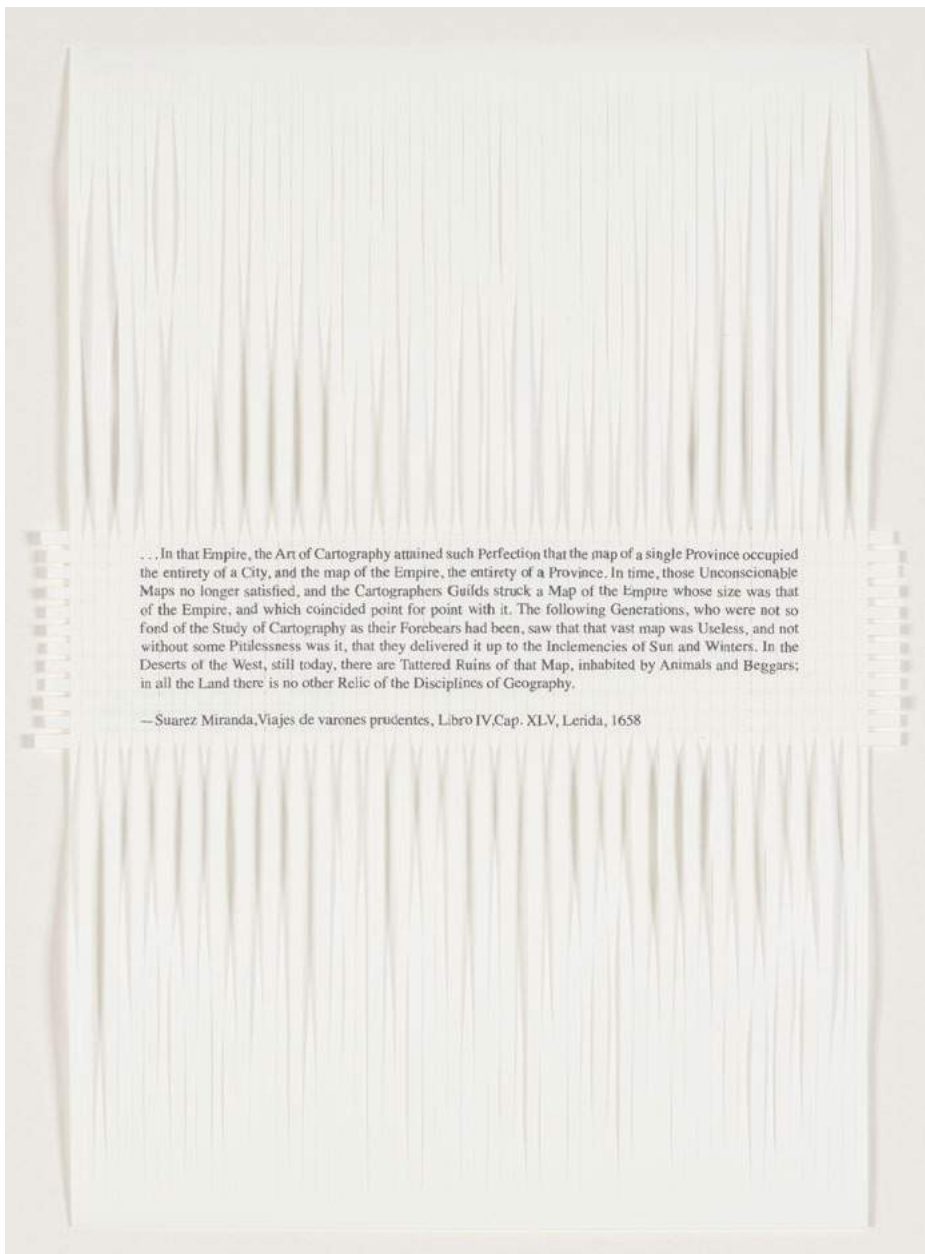 ...In that Empire, the Art of Cartography attained such Perfection that the map of a single Province occupied
the entirety of a City, and the map of the Empire, the entirety of a Province. In time, those Unconscionable
Maps no longer satisfied, and the Cartographers Guilds struck a Map of the Empire whose size was that
of the Empire, and which coincided point for point with it. The following Generations, who were not so
fond of the Study of Cartography as their Forebears had been, saw that that vast map was Useless, and not
without some Pitilessness was it, that they delivered it up to the Inclemencies of Sun and Winters. In the
Deserts of the West, still today, there are Tattered Ruins of that Map, inhabited by Animals and Beggars;
in all the Land there is no other Relic of the Disciplines of Geography.
—Suarez Miranda,Viajes de varones prudentes, Libro IV,Cap. XLV, Lerida, 1658